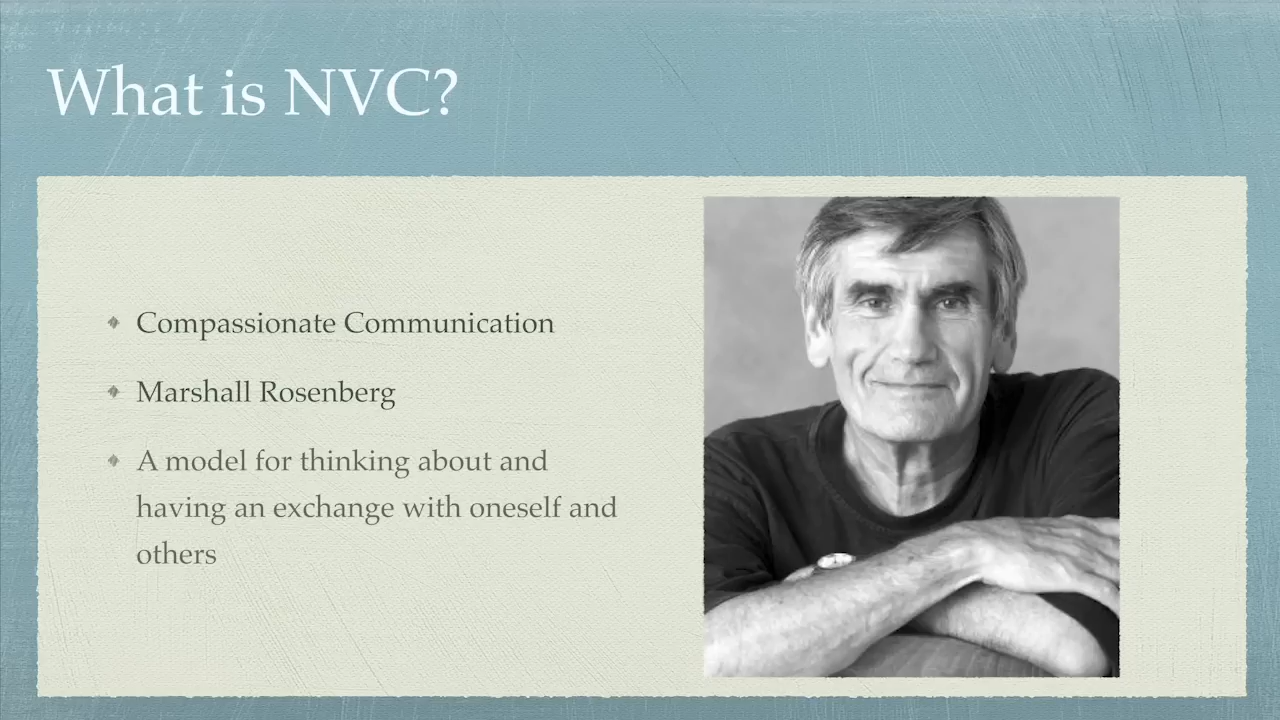 What is NVC?
Compassionate Communication
Marshall Rosenberg
A model for thinking about and
having an exchange with oneself and
others